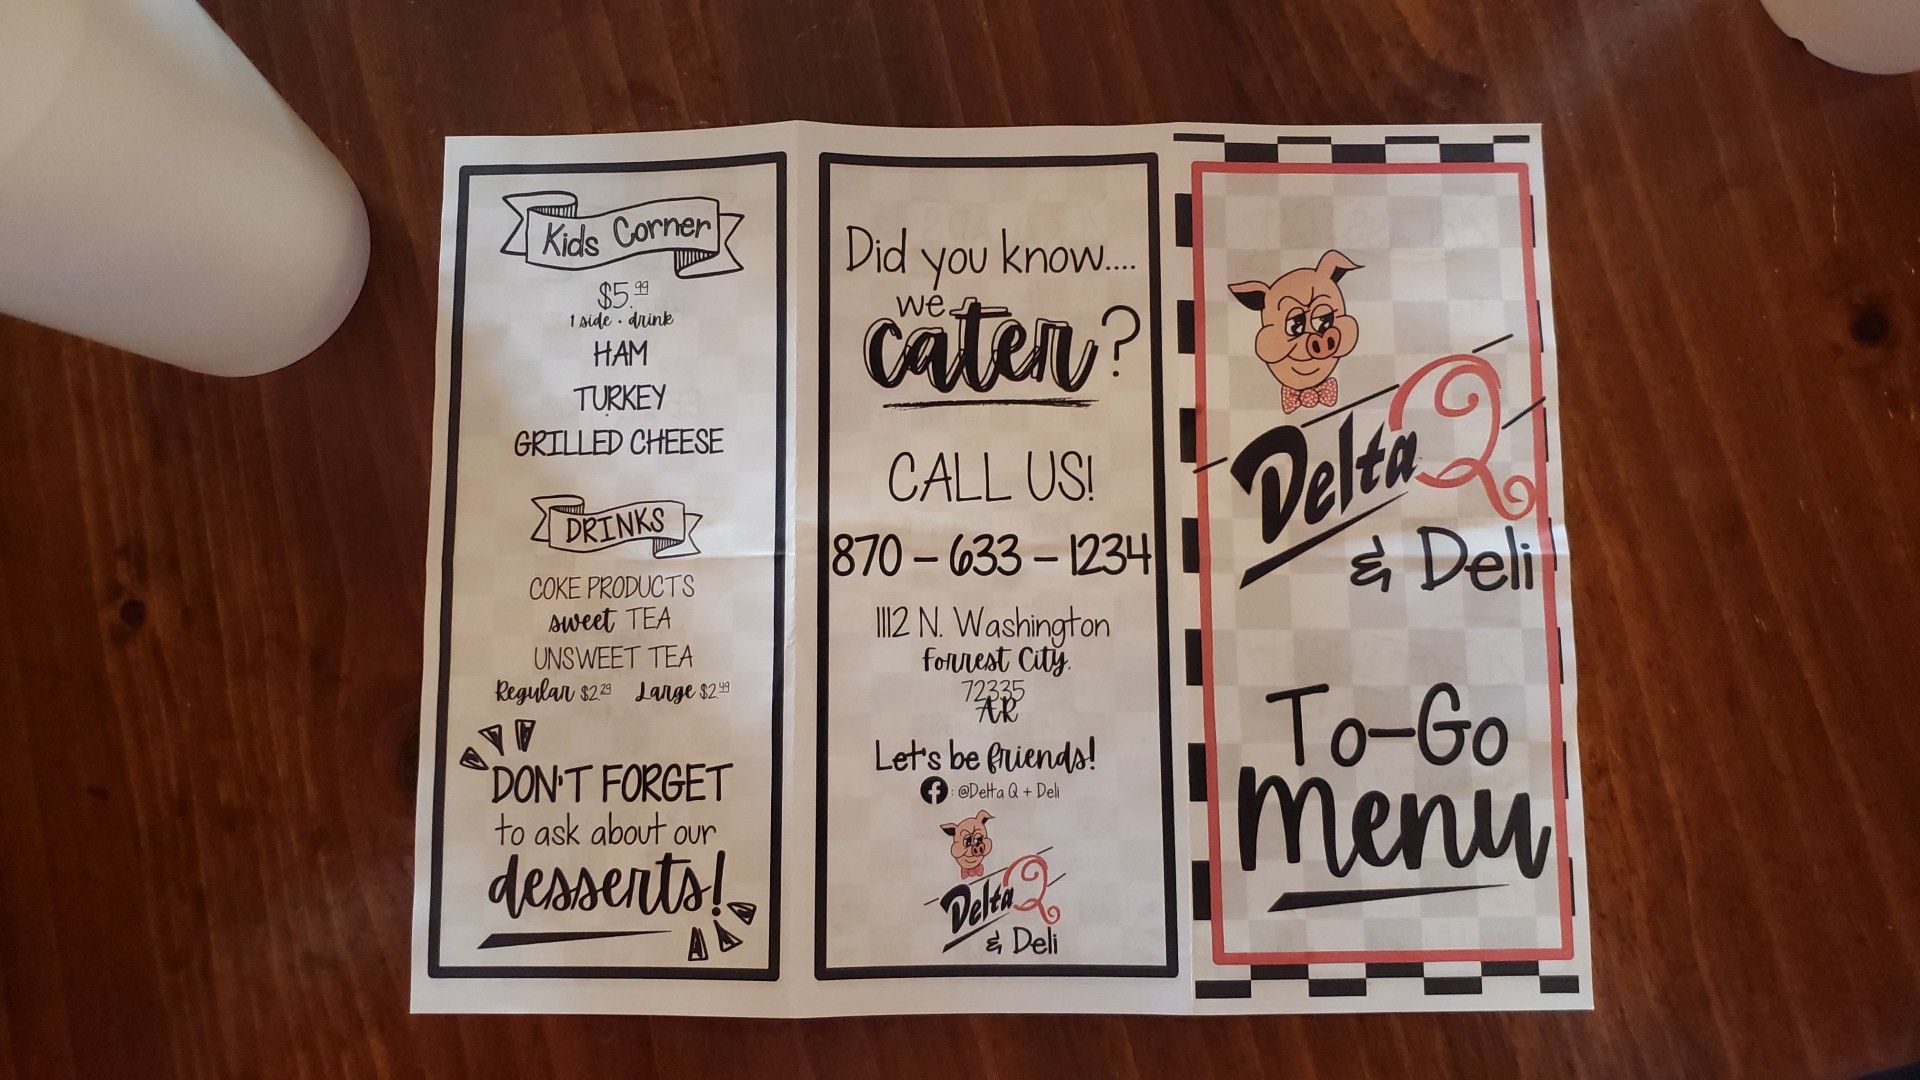 Kids Corner
$5.99
1 side • drink
HAM
TURKEY
GRILLED CHEESE
DRINKS
COKE PRODUCTS
sweet TEA
UNSWEET TEA
Regular $2.29 Large $2.49
DON'T FORGET
to ask about our
desserts!
Did you know....
we
cater?
CALL US!
870-633-1234
1112 N. Washington
Forrest City,
72335
AR
Let's be friends!
: @Delta Q + Deli
Delta Q
& Deli
Delta Q
& Deli
To-Go
Menu